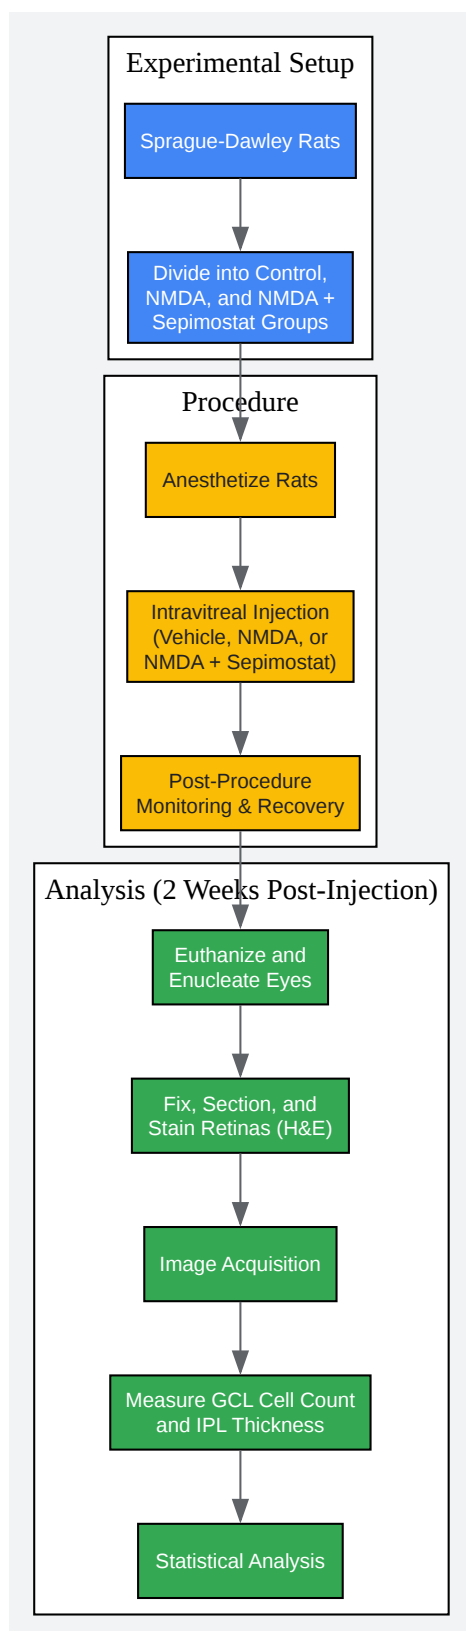 Experimental Setup
Sprague-Dawley Rats
Divide into Control,
NMDA, and NMDA +
Sepimostat Groups
Procedure
Anesthetize Rats
Intravitreal Injection
(Vehicle, NMDA, or
NMDA + Sepimostat)
Post-Procedure
Monitoring & Recovery
Analysis (2 Weeks Post-Injection)
Euthanize and
Enucleate Eyes
Fix, Section, and
Stain Retinas (H&E)
Image Acquisition
Measure GCL Cell Count
and IPL Thickness
Statistical Analysis